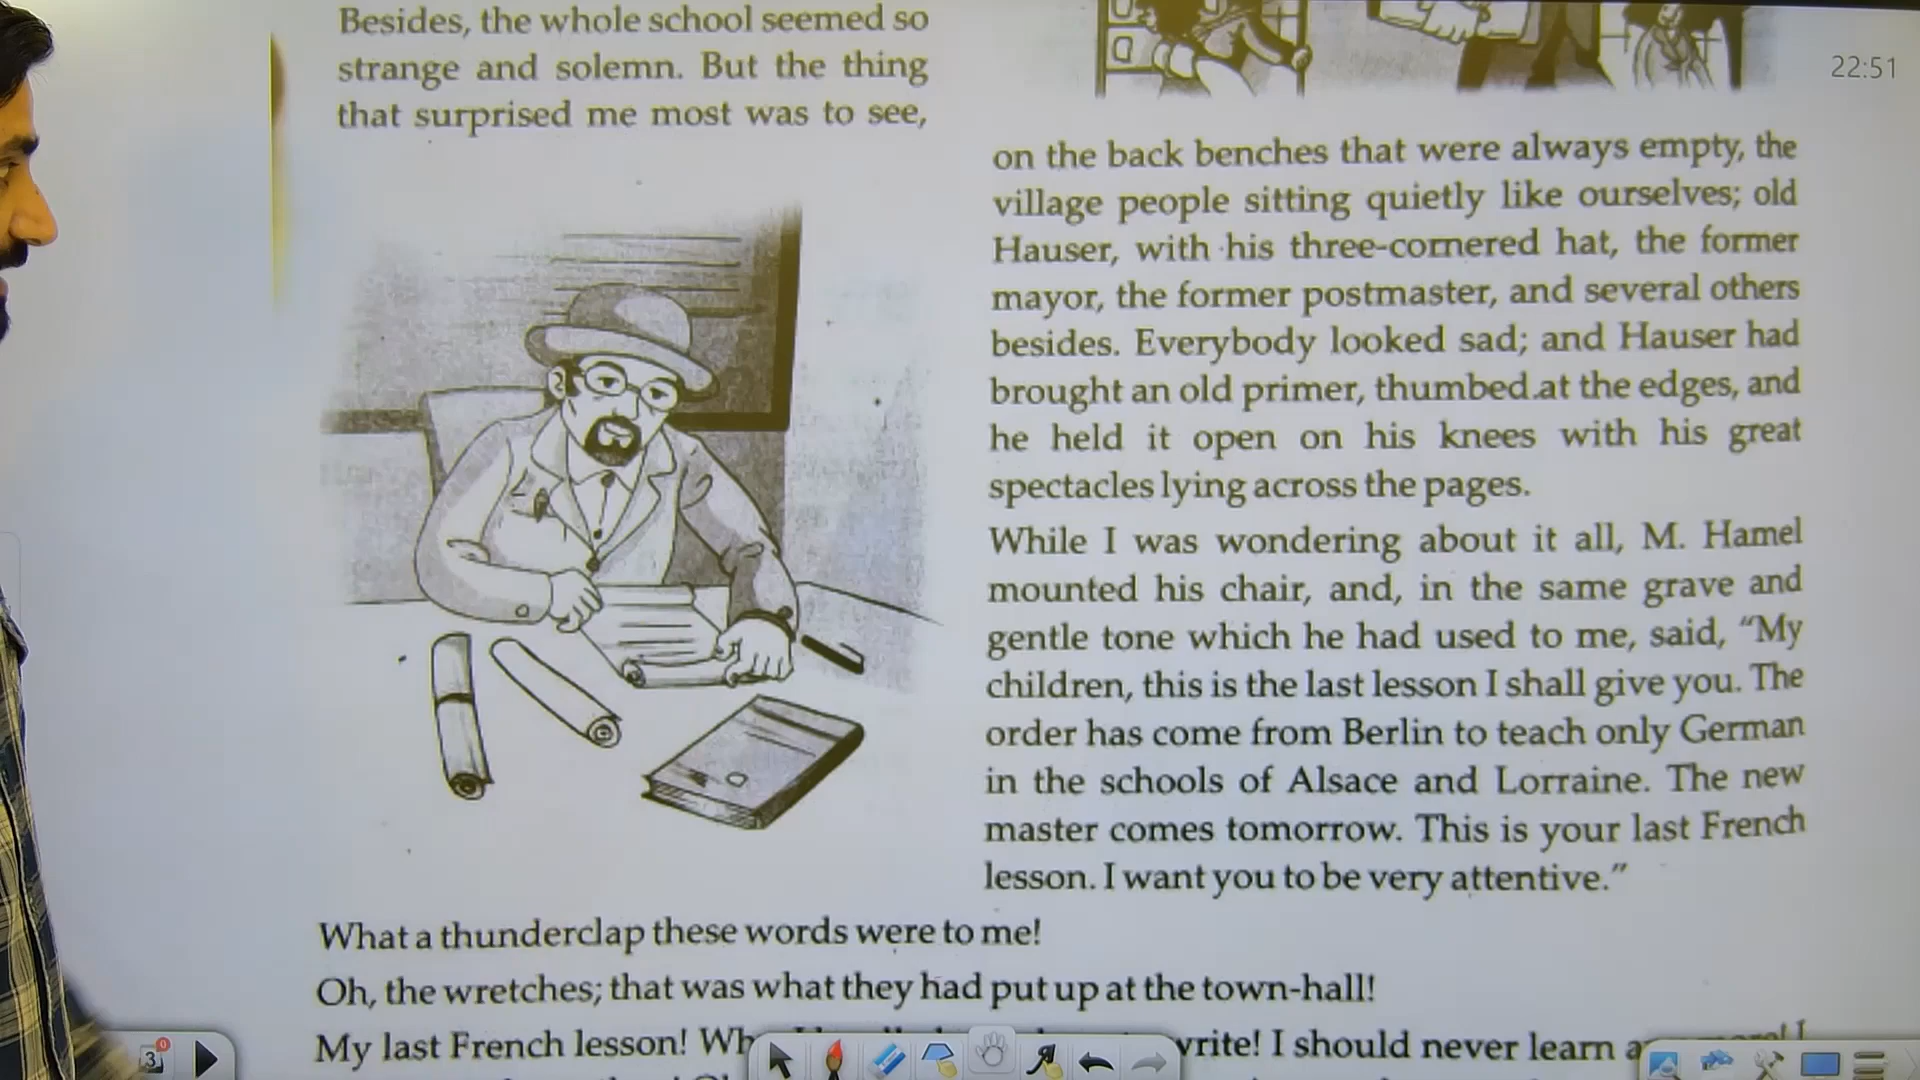 Besides, the whole school seemed so
strange and solemn. But the thing
that surprised me most was to see,
22:51
on the back benches that were always empty, the
village people sitting quietly like ourselves; old
Hauser, with his three-cornered hat, the former
mayor, the former postmaster, and several others
besides. Everybody looked sad; and Hauser had
brought an old primer, thumbed at the edges, and
he held it open on his knees with his great
spectacles lying across the pages.
While I was wondering about it all, M. Hamel
mounted his chair, and, in the same grave and
gentle tone which he had used to me, said, “My
children, this is the last lesson I shall give you. The
order has come from Berlin to teach only German
in the schools of Alsace and Lorraine. The new
master comes tomorrow. This is your last French
lesson. I want you to be very attentive.”
What a thunderclap these words were to me!
Oh, the wretches; that was what they had put up at the town-hall!
My last French lesson! write! I should never learn
3
0